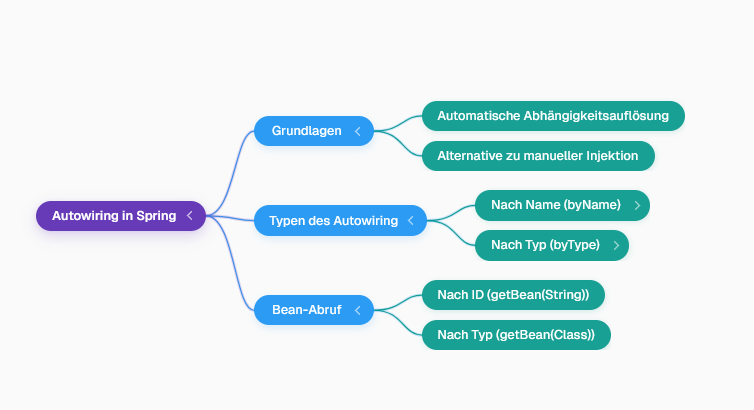 Autowiring in Spring
Grundlagen
Automatische Abhängigkeitsauflösung
Alternative zu manueller Injektion
Typen des Autowiring
Nach Name (byName)
Nach Typ (byType)
Bean-Abruf
Nach ID (getBean(String))
Nach Typ (getBean(Class))